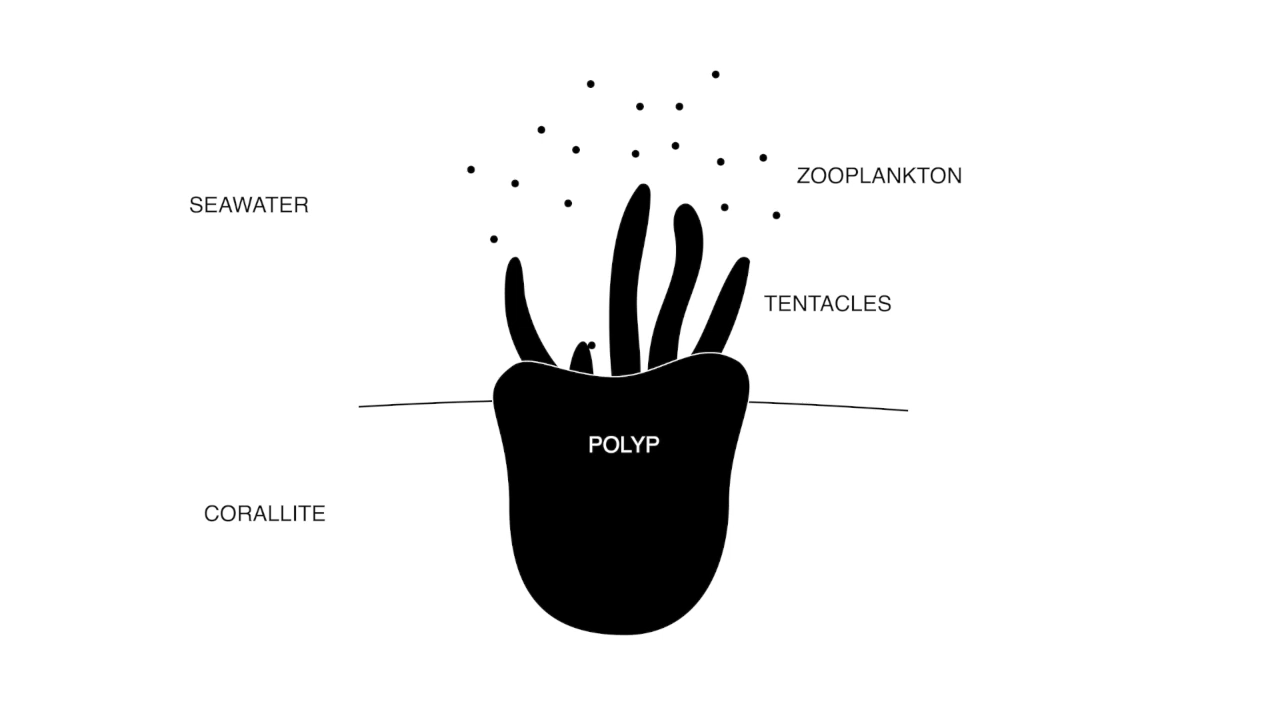 ZOOPLANKTON
SEAWATER
TENTACLES
POLYP
CORALLITE